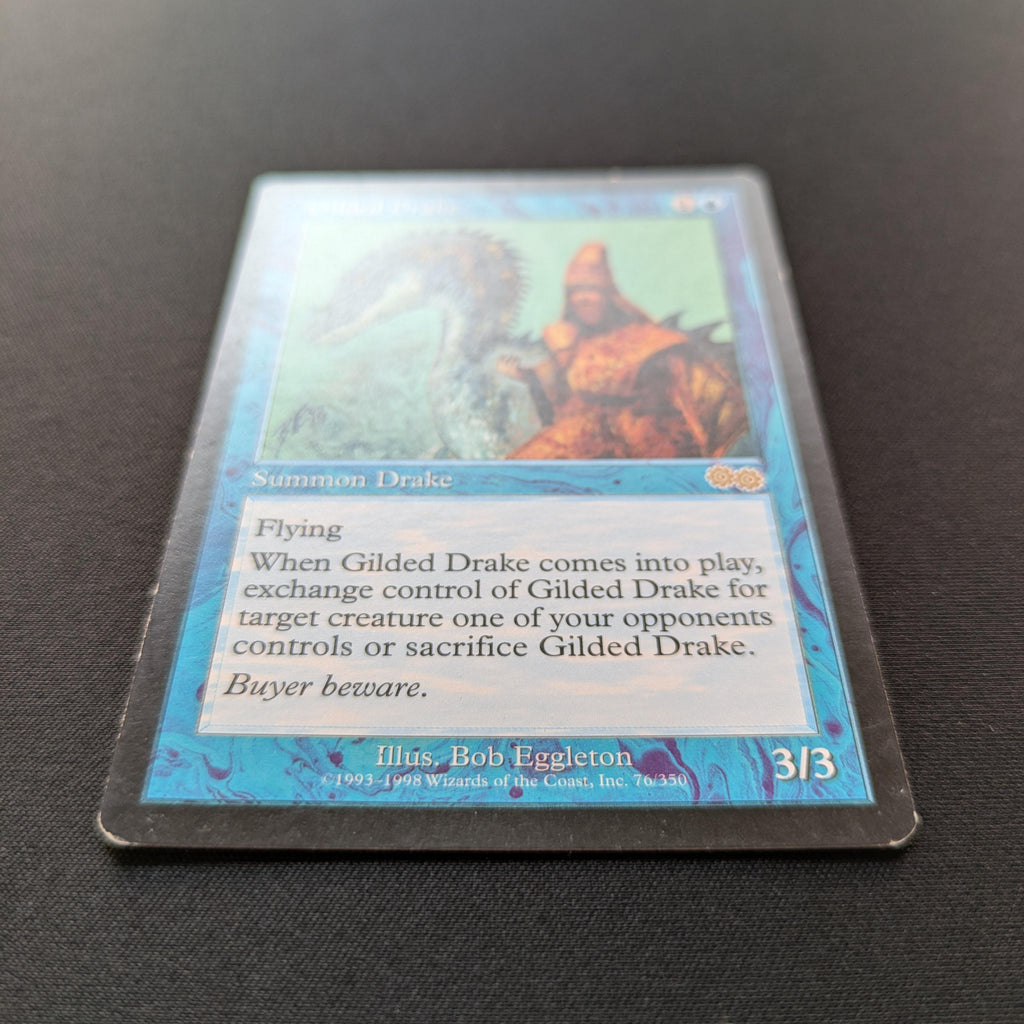 Gilded Drake
Summon Drake
Flying
When Gilded Drake comes into play,
exchange control of Gilded Drake for
target creature one of your opponents
controls or sacrifice Gilded Drake.
Buyer beware.
Illus. Bob Eggleton
©1993–1998 Wizards of the Coast, Inc. 76/350
3/3